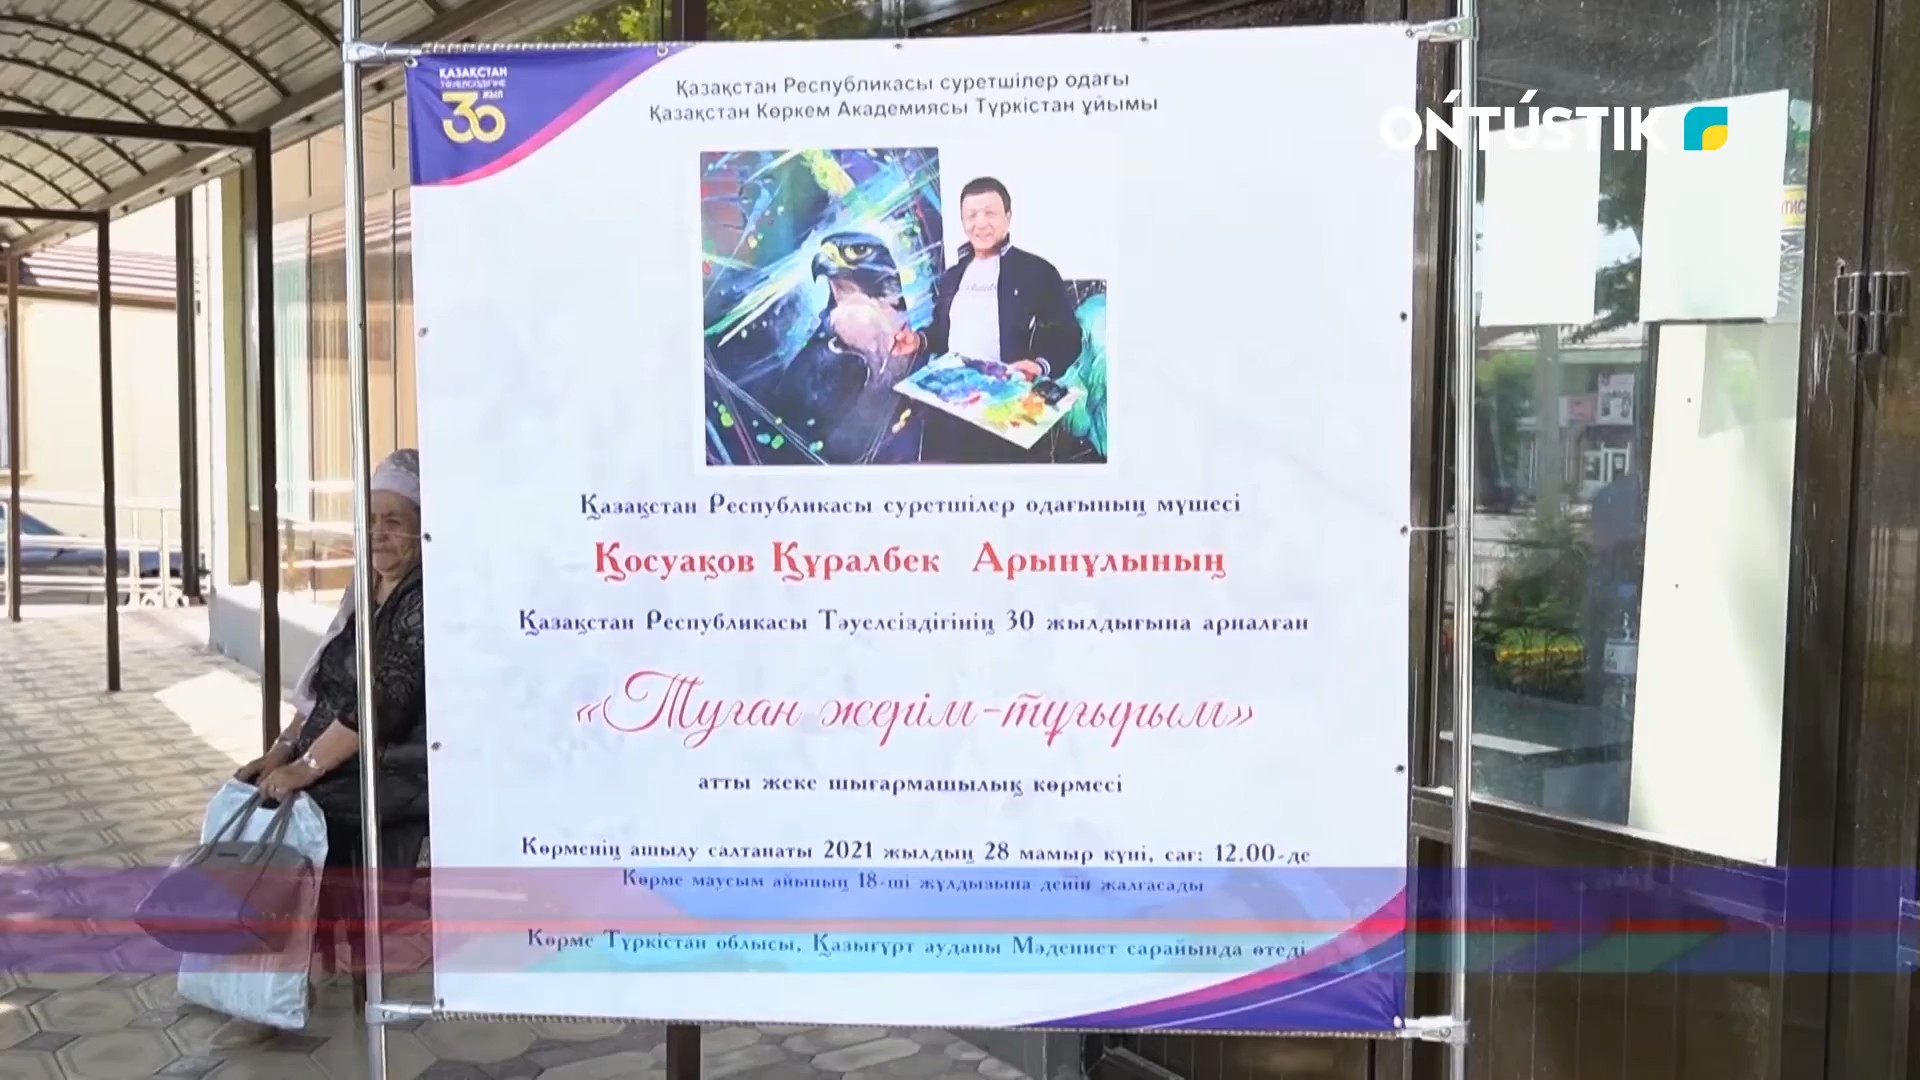 ҚАЗАҚСТАН
ТӘУЕЛСІЗДІГІНЕ
30 ЖЫЛ
Қазақстан Республикасы суретшілер одағы
Қазақстан Көркем Академиясы Түркістан ұйымы
ONTÚSTIK
Қазақстан Республикасы суретшілер одағының мүшесі
Қосуақов Құралбек Арынұлының
Қазақстан Республикасы Тәуелсіздігінің 30 жылдығына арналған
«Туған жерім-тұғырым»
атты жеке шығармашылық көрмесі
Көрменің ашылу салтанаты 2021 жылдың 28 мамыр күні, сағ: 12.00-де
Көрме маусым айының 18-ші жұлдызына дейін жалғасады
Көрме Түркістан облысы, Қазығұрт ауданы Мәдениет сарайында өтеді